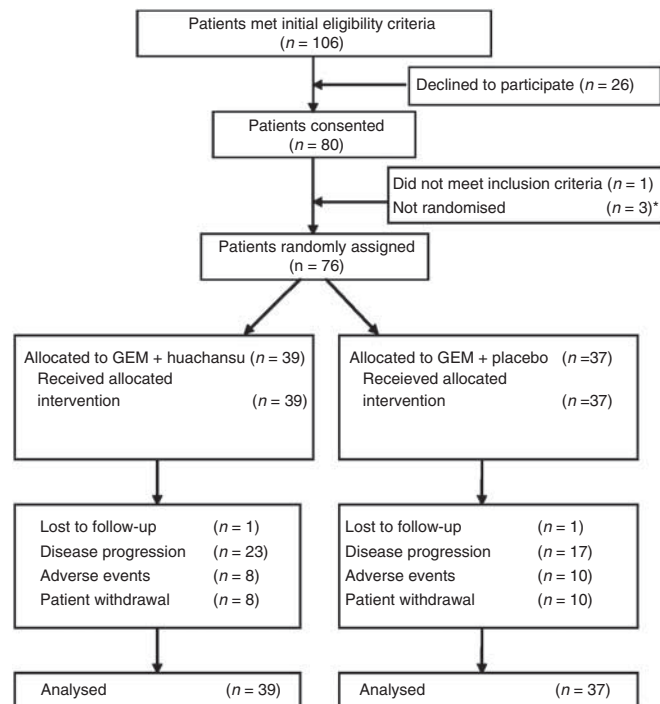 Patients met initial eligibility criteria
(n = 106)
Declined to participate (n = 26)
Patients consented
(n = 80)
Did not meet inclusion criteria (n = 1)
Not randomised (n = 3)*
Patients randomly assigned
(n = 76)
Allocated to GEM + huachansu (n = 39)
Received allocated
intervention (n = 39)
Allocated to GEM + placebo (n =37)
Receieved allocated
intervention (n =37)
Lost to follow-up (n = 1)
Disease progression (n = 23)
Adverse events (n = 8)
Patient withdrawal (n = 8)
Lost to follow-up (n = 1)
Disease progression (n = 17)
Adverse events (n = 10)
Patient withdrawal (n = 10)
Analysed (n = 39)
Analysed (n = 37)